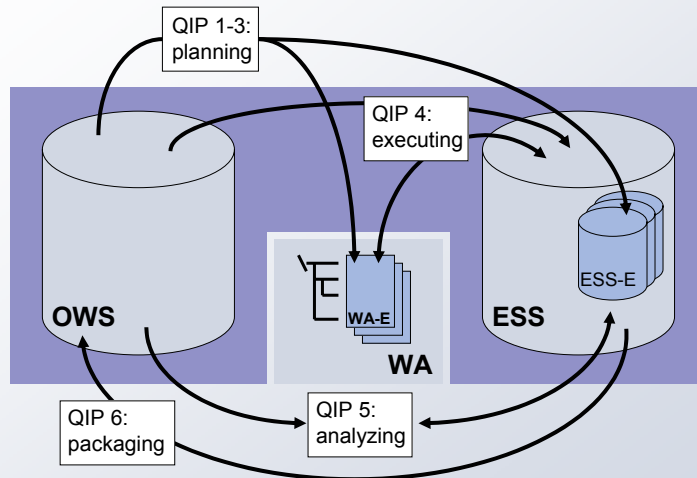 QIP 1-3:
planning
QIP 4:
executing
ESS-E
OWS
WA-E
ESS
WA
QIP 6:
packaging
QIP 5:
analyzing